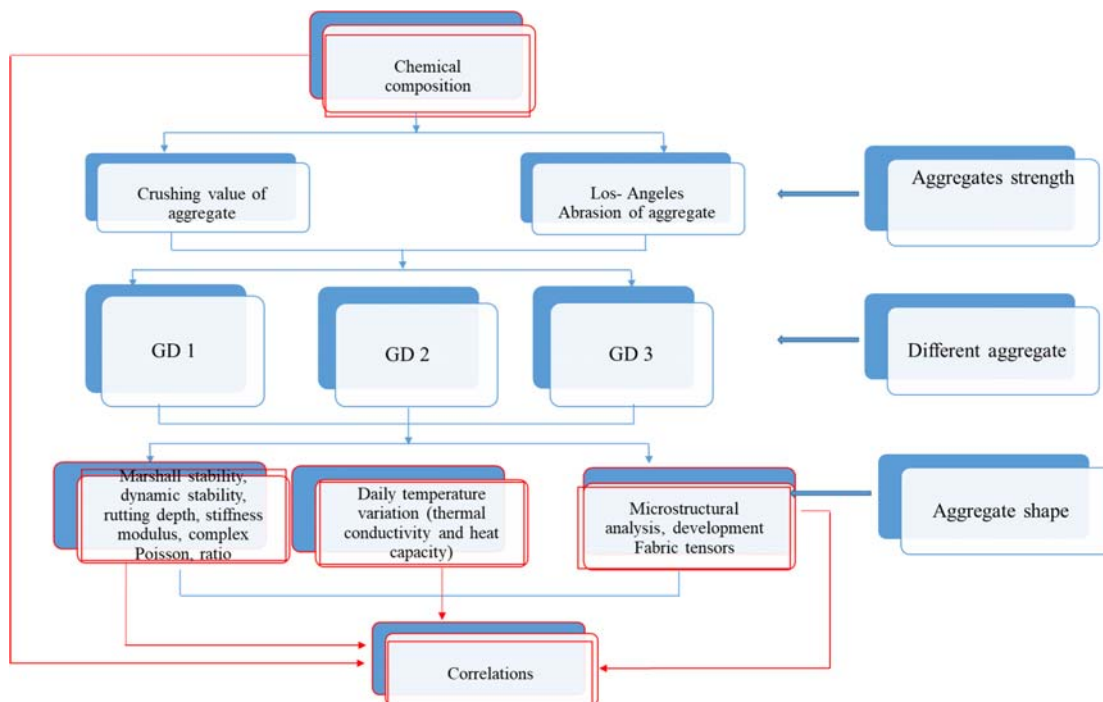 Chemical
composition
Crushing value of
aggregate
Los- Angeles
Abrasion of aggregate
Aggregates strength
GD 1
GD 2
GD 3
Different aggregate
Marshall stability,
dynamic stability,
rutting depth, stiffness
modulus, complex
Poisson, ratio
Daily temperature
variation (thermal
conductivity and heat
capacity)
Microstructural
analysis, development
Fabric tensors
Aggregate shape
Correlations